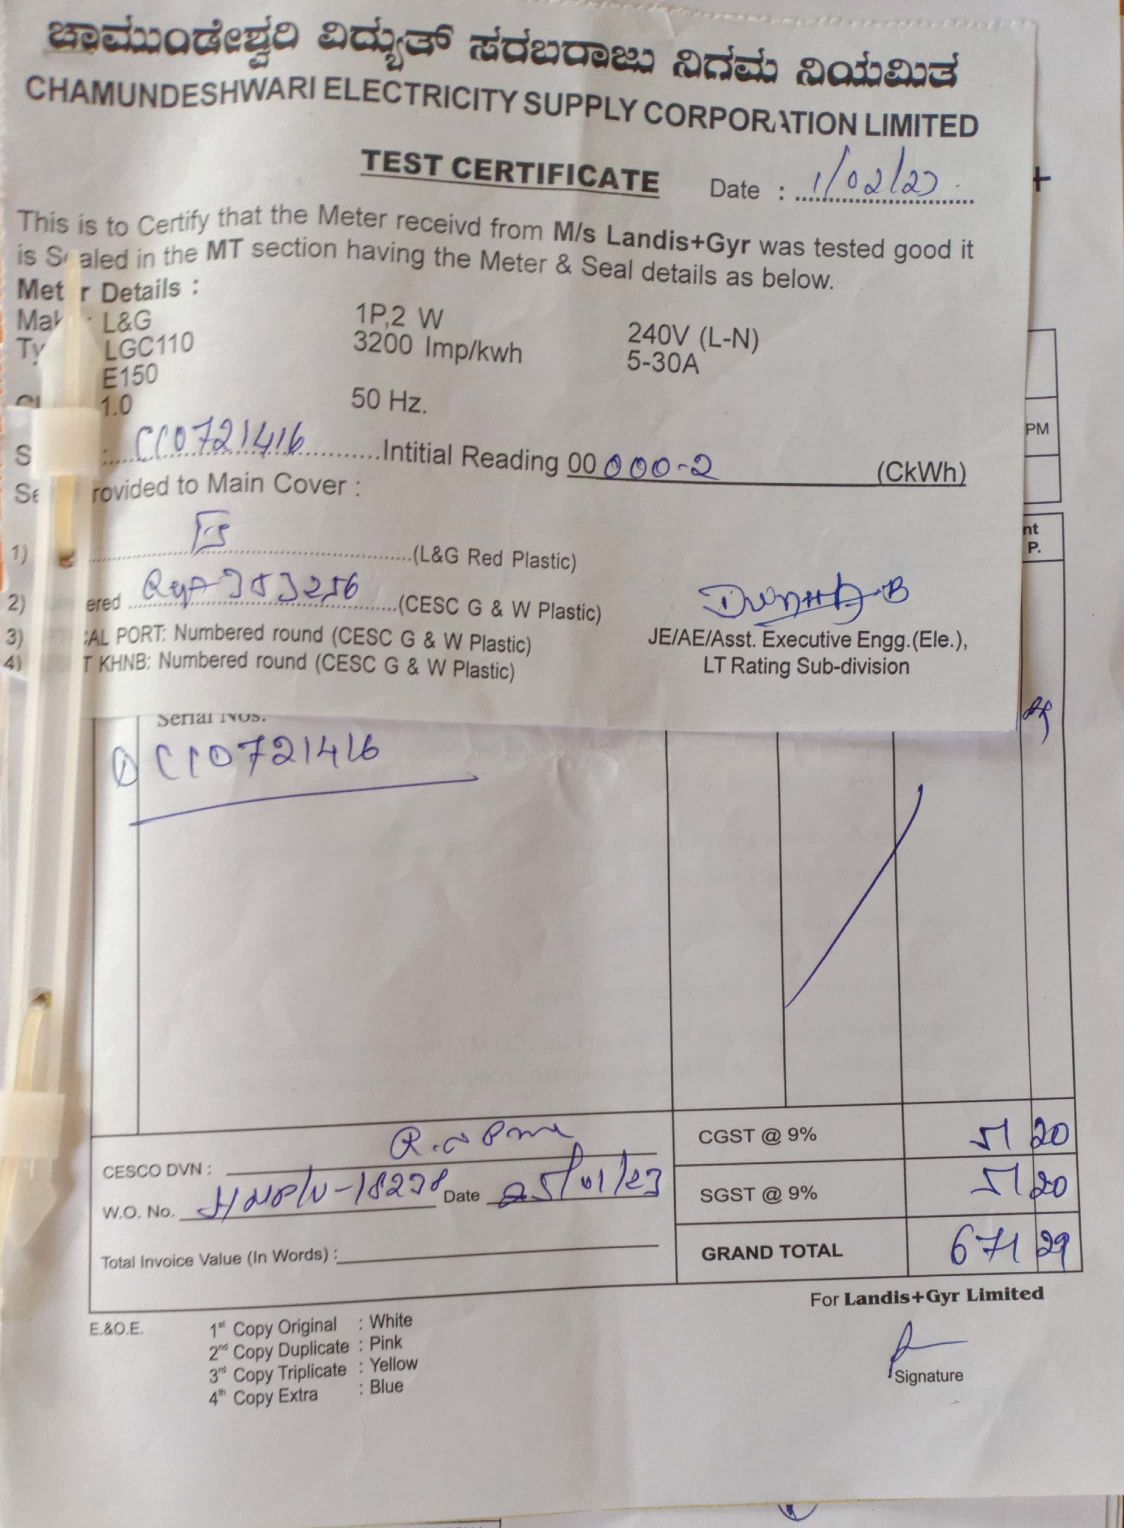 ಚಾಮುಂಡೇಶ್ವರಿ ವಿದ್ಯುತ್ ಸರಬರಾಜು ನಿಗಮ ನಿಯಮಿತ
CHAMUNDESHWARI ELECTRICITY SUPPLY CORPORATION LIMITED
TEST CERTIFICATE
Date : 1/02/23
This is to Certify that the Meter receivd from M/s Landis+Gyr was tested good it
is Sealed in the MT section having the Meter & Seal details as below.
Meter Details :
L&G 1P,2 W 240V (L-N)
LGC110 3200 Imp/kwh 5-30A
E150
1.0 50 Hz.
: CC0721416 Intitial Reading 00 000-2 (CkWh)
rovided to Main Cover :
1) (L&G Red Plastic)
2) ered (CESC G & W Plastic)
3) CAL PORT: Numbered round (CESC G & W Plastic)
4) T KHNB: Numbered round (CESC G & W Plastic)
JE/AE/Asst. Executive Engg.(Ele.),
LT Rating Sub-division
PM
nt
P.
Serial Nos.
1) CC0721416
CGST @ 9% 51 20
CESCO DVN :
SGST @ 9% 51 20
W.O. No. Date 25/01/23
Total Invoice Value (In Words) :
GRAND TOTAL 671 29
For Landis+Gyr Limited
E.&O.E.
1st Copy Original : White
2nd Copy Duplicate : Pink
3rd Copy Triplicate : Yellow
4th Copy Extra : Blue
Signature